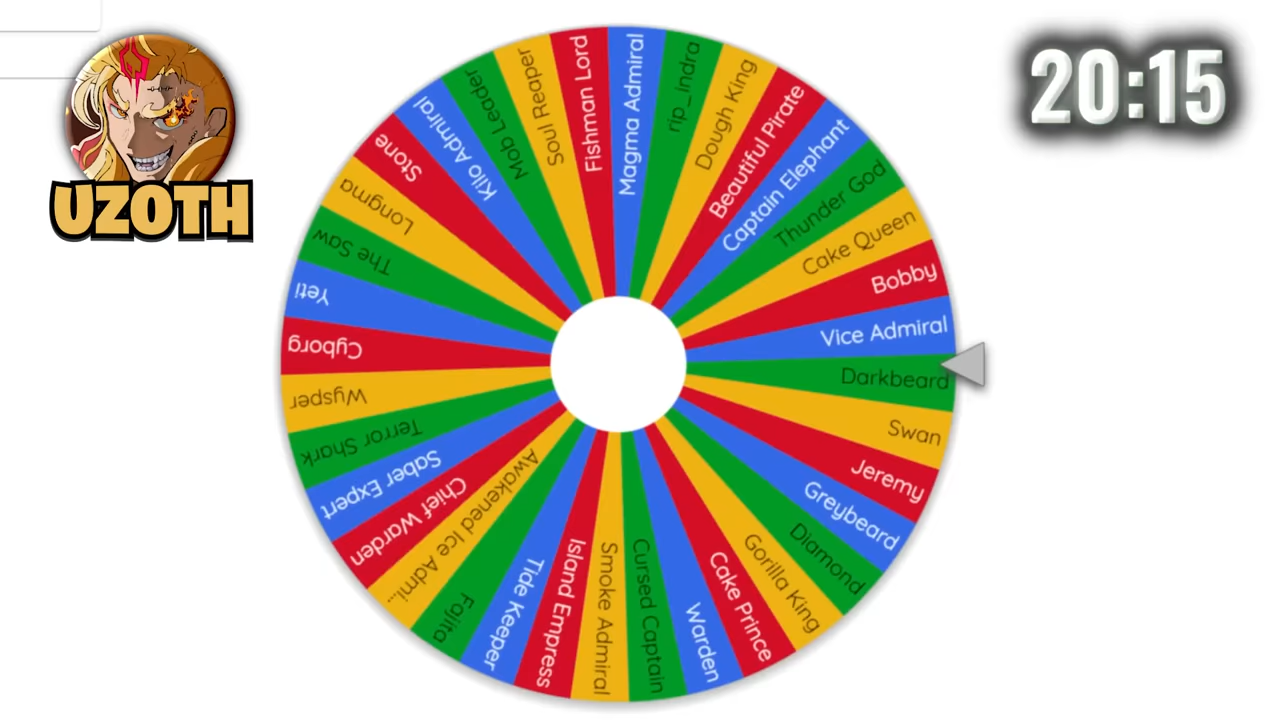 UZOTH
20:15
Magma Admiral
rip_indra
Dough King
Beautiful Pirate
Captain Elephant
Thunder God
Cake Queen
Bobby
Vice Admiral
Darkbeard
Swan
Jeremy
Greybeard
Diamond
Gorilla King
Cake Prince
Warden
Cursed Captain
Smoke Admiral
Island Empress
Tide Keeper
Fajita
Awakened Ice Admi...
Chief Warden
Saber Expert
Terror Shark
Wysper
Cyborg
Yeti
The Saw
Longma
Stone
Kilo Admiral
Mob Leader
Soul Reaper
Fishman Lord